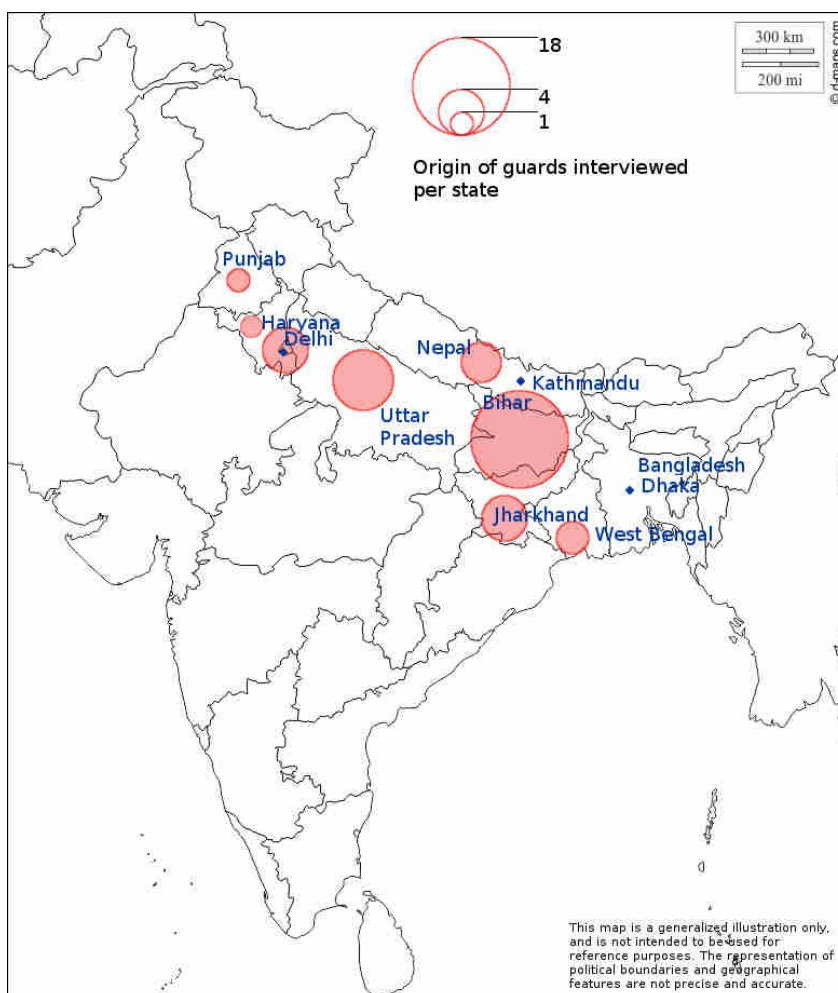 18
4
1
Origin of guards interviewed
per state
300 km
200 mi
© d-maps.com
Punjab
Haryana
Delhi
Nepal
Kathmandu
Uttar
Pradesh
Bihar
Bangladesh
Dhaka
Jharkhand
West Bengal
This map is a generalized illustration only,
and is not intended to be used for
reference purposes. The representation of
political boundaries and geographical
features are not precise and accurate.